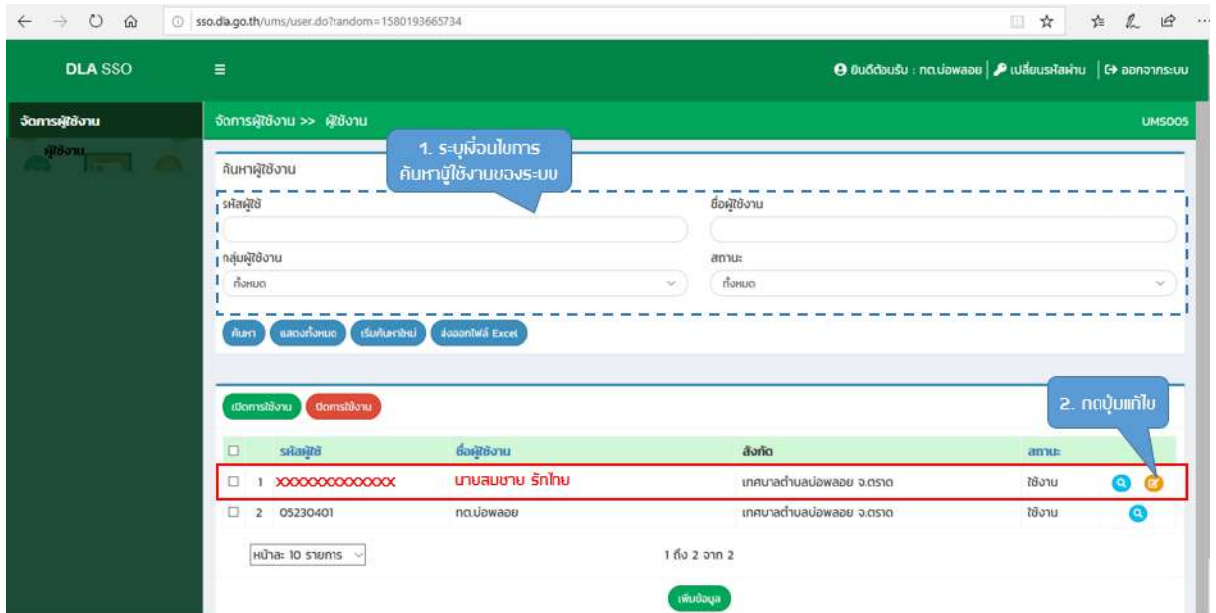 sso.dla.go.th/ums/user.do?random=1580193665734
DLA SSO
ยินดีต้อนรับ : ทต.บ่อพลอย | เปลี่ยนรหัสผ่าน | ออกจากระบบ
จัดการผู้ใช้งาน
จัดการผู้ใช้งาน >> ผู้ใช้งาน
UMS005
ผู้ใช้งาน
1. ระบุเงื่อนไขการ
ค้นหาผู้ใช้งานของระบบ
ค้นหาผู้ใช้งาน
รหัสผู้ใช้ ชื่อผู้ใช้งาน
กลุ่มผู้ใช้งาน สถานะ
ทั้งหมด ทั้งหมด
ค้นหา แสดงทั้งหมด เริ่มค้นหาใหม่ ส่งออกไฟล์ Excel
2. กดปุ่มแก้ไข
เปิดการใช้งาน ปิดการใช้งาน
รหัสผู้ใช้ ชื่อผู้ใช้งาน สังกัด สถานะ
1 XXXXXXXXXXXXX นายสมชาย รักไทย เทศบาลตำบลบ่อพลอย จ.ตราด ใช้งาน
2 05230401 ทต.บ่อพลอย เทศบาลตำบลบ่อพลอย จ.ตราด ใช้งาน
หน้าละ 10 รายการ 1 ถึง 2 จาก 2
เพิ่มข้อมูล